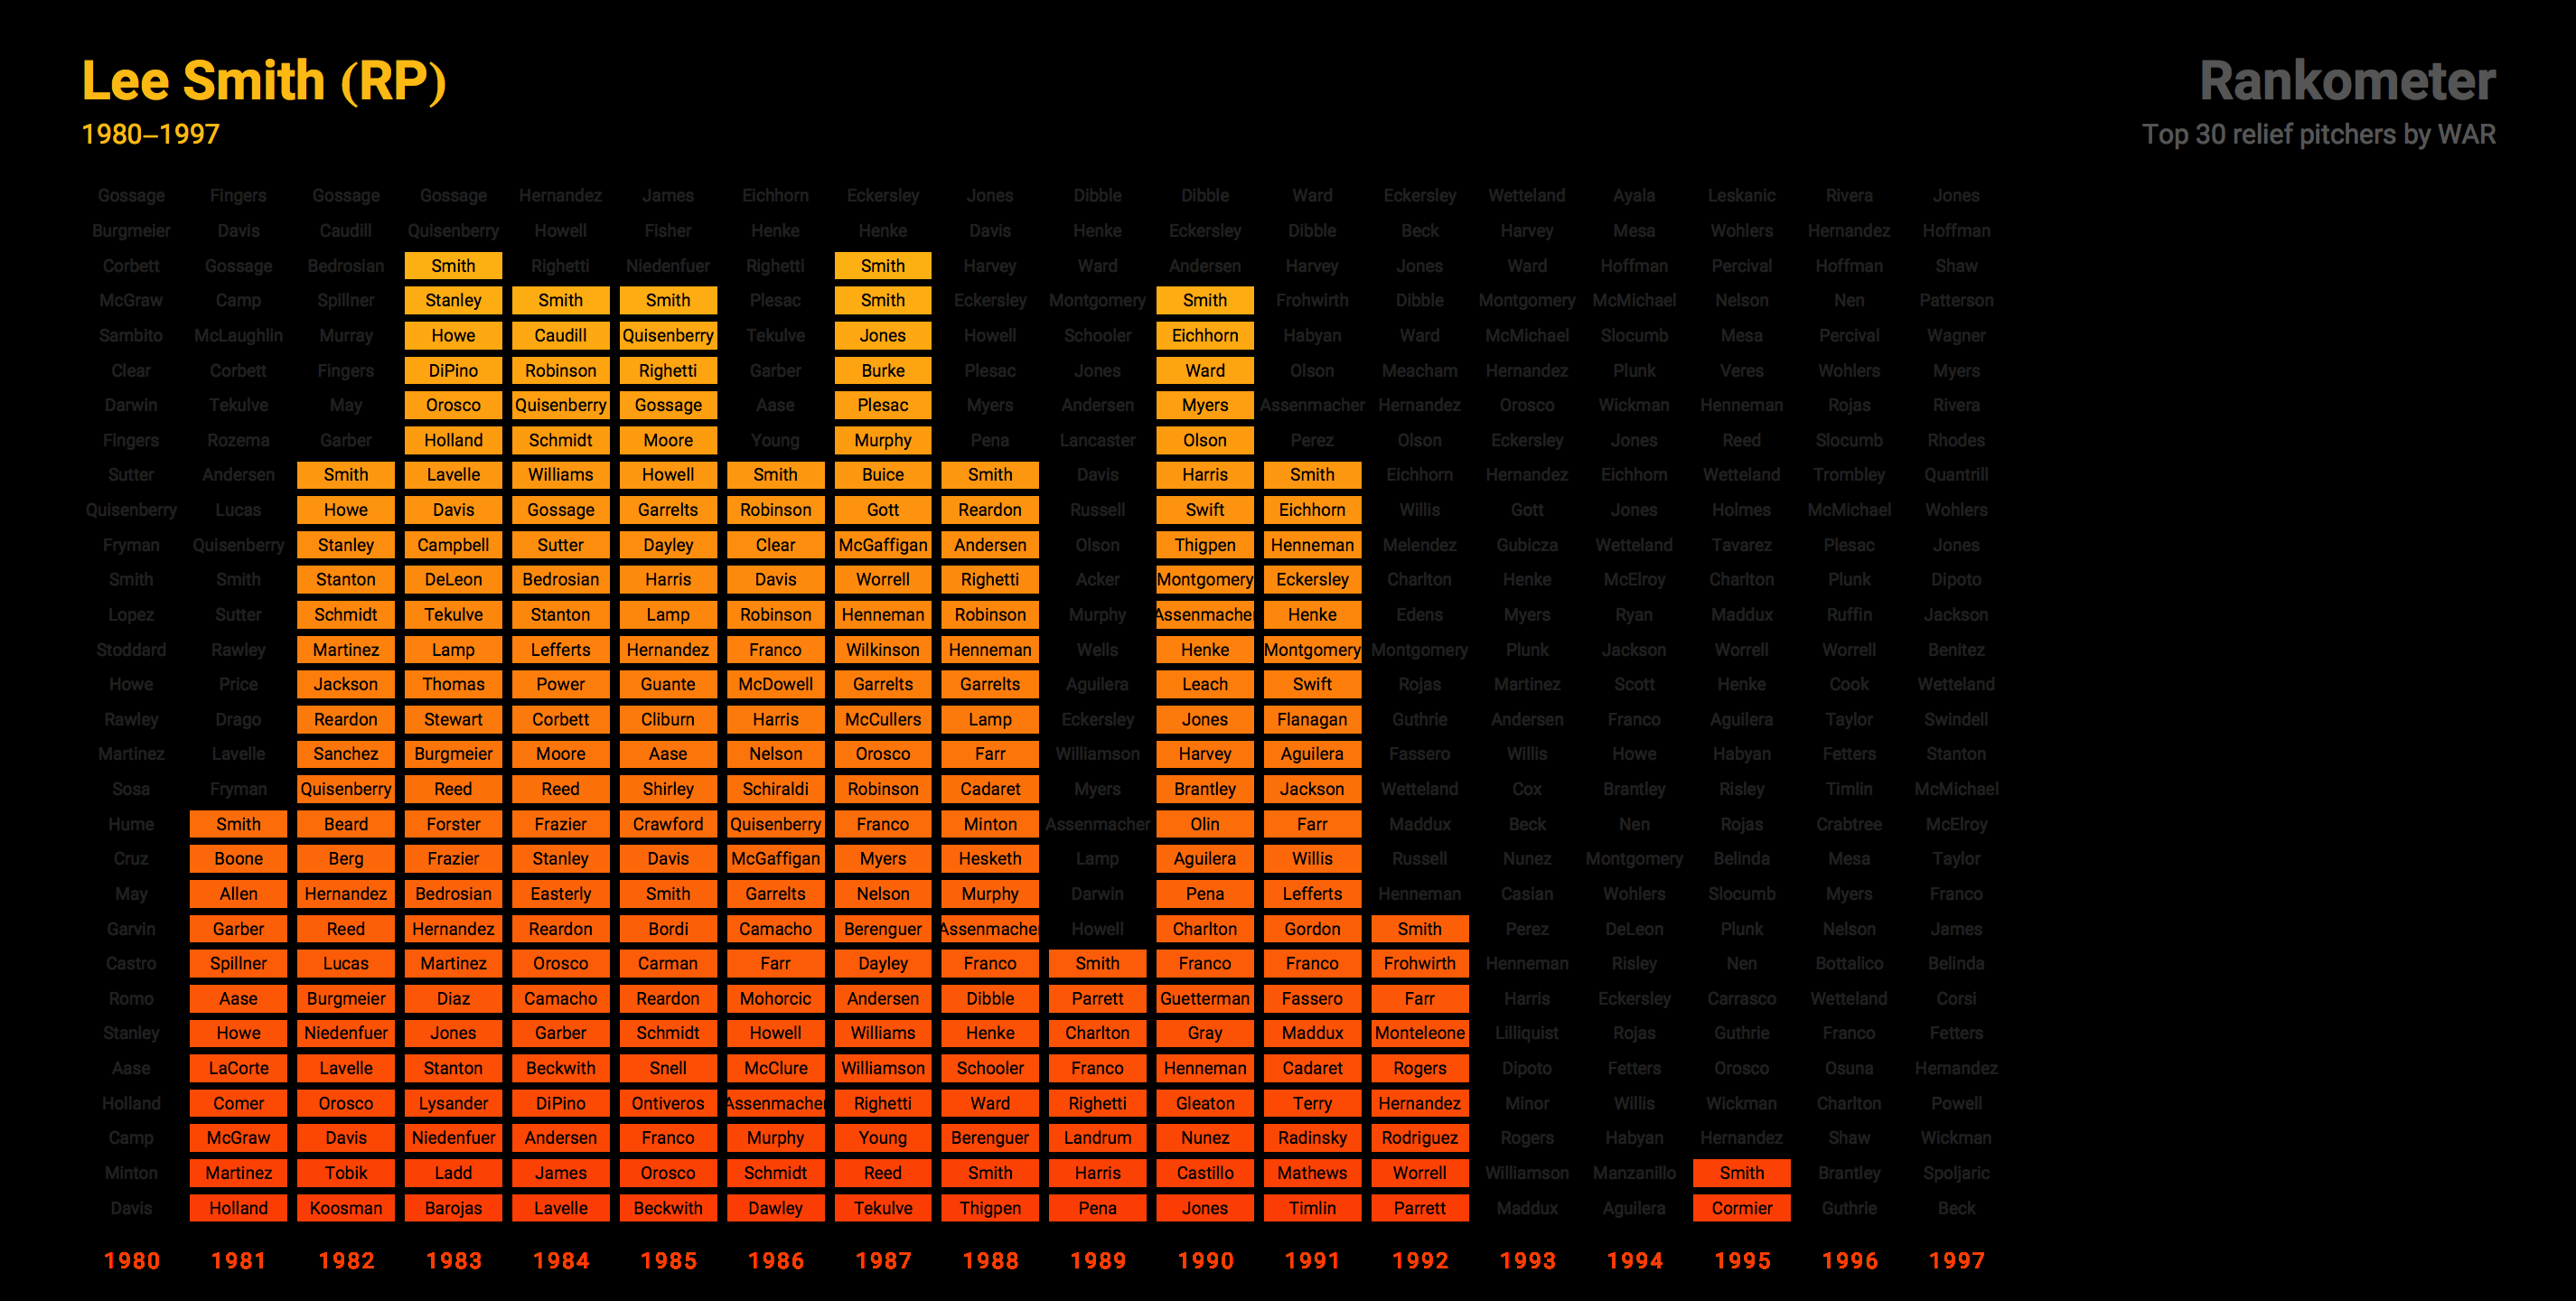 Lee Smith (RP)
1980–1997
Rankometer
Top 30 relief pitchers by WAR
Gossage Fingers Gossage Gossage Hernandez James Eichhorn Eckersley Jones Dibble Dibble Ward Eckersley Wetteland Ayala Leskanic Rivera Jones
Burgmeier Davis Caudill Quisenberry Howell Fisher Henke Henke Davis Henke Eckersley Dibble Beck Harvey Mesa Wohlers Hernandez Hoffman
Corbett Gossage Bedrosian Smith Righetti Niedenfuer Righetti Smith Harvey Ward Andersen Harvey Jones Ward Hoffman Percival Hoffman Shaw
McGraw Camp Spillner Stanley Smith Smith Plesac Smith Eckersley Montgomery Smith Frohwirth Dibble Montgomery McMichael Nelson Nen Patterson
Sambito McLaughlin Murray Howe Caudill Quisenberry Tekulve Jones Howell Schooler Eichhorn Habyan Ward McMichael Slocumb Mesa Percival Wagner
Clear Corbett Fingers DiPino Robinson Righetti Garber Burke Plesac Jones Ward Olson Meacham Hernandez Plunk Veres Wohlers Myers
Darwin Tekulve May Orosco Quisenberry Gossage Aase Plesac Myers Andersen Myers Assenmacher Hernandez Orosco Wickman Henneman Rojas Rivera
Fingers Rozema Garber Holland Schmidt Moore Young Murphy Pena Lancaster Olson Perez Olson Eckersley Jones Reed Slocumb Rhodes
Sutter Andersen Smith Lavelle Williams Howell Smith Buice Smith Davis Harris Smith Eichhorn Hernandez Eichhorn Wetteland Trombley Quantrill
Quisenberry Lucas Howe Davis Gossage Garrelts Robinson Gott Reardon Russell Swift Eichhorn Willis Gott Jones Holmes McMichael Wohlers
Fryman Quisenberry Stanley Campbell Sutter Dayley Clear McGaffigan Andersen Olson Thigpen Henneman Melendez Gubicza Wetteland Tavarez Plesac Jones
Smith Smith Stanton DeLeon Bedrosian Harris Davis Worrell Righetti Acker Montgomery Eckersley Charlton Henke McElroy Charlton Plunk Dipoto
Lopez Sutter Schmidt Tekulve Stanton Lamp Robinson Henneman Robinson Murphy Assenmacher Henke Edens Myers Ryan Maddux Ruffin Jackson
Stoddard Rawley Martinez Lamp Lefferts Hernandez Franco Wilkinson Henneman Wells Henke Montgomery Montgomery Plunk Jackson Worrell Worrell Benitez
Howe Price Jackson Thomas Power Guante McDowell Garrelts Garrelts Aguilera Leach Swift Rojas Martinez Scott Henke Cook Wetteland
Rawley Drago Reardon Stewart Corbett Cliburn Harris McCullers Lamp Eckersley Jones Flanagan Guthrie Andersen Franco Aguilera Taylor Swindell
Martinez Lavelle Sanchez Burgmeier Moore Aase Nelson Orosco Farr Williamson Harvey Aguilera Fassero Willis Howe Habyan Fetters Stanton
Sosa Fryman Quisenberry Reed Reed Shirley Schiraldi Robinson Cadaret Myers Brantley Jackson Wetteland Cox Brantley Risley Timlin McMichael
Hume Smith Beard Forster Frazier Crawford Quisenberry Franco Minton Assenmacher Olin Farr Maddux Beck Nen Rojas Crabtree McElroy
Cruz Boone Berg Frazier Stanley Davis McGaffigan Myers Hesketh Lamp Aguilera Willis Russell Nunez Montgomery Belinda Mesa Taylor
May Allen Hernandez Bedrosian Easterly Smith Garrelts Nelson Murphy Darwin Pena Lefferts Henneman Casian Wohlers Slocumb Myers Franco
Garvin Garber Reed Hernandez Reardon Bordi Camacho Berenguer Assenmacher Howell Charlton Gordon Smith Perez DeLeon Plunk Nelson James
Castro Spillner Lucas Martinez Orosco Carman Farr Dayley Franco Smith Franco Franco Frohwirth Henneman Risley Nen Bottalico Belinda
Romo Aase Burgmeier Diaz Camacho Reardon Mohorcic Andersen Dibble Parrett Guetterman Fassero Farr Harris Eckersley Carrasco Wetteland Corsi
Stanley Howe Niedenfuer Jones Garber Schmidt Howell Williams Henke Charlton Gray Maddux Monteleone Lilliquist Rojas Guthrie Franco Fetters
Aase LaCorte Lavelle Stanton Beckwith Snell McClure Williamson Schooler Franco Henneman Cadaret Rogers Dipoto Fetters Orosco Osuna Hernandez
Holland Comer Orosco Lysander DiPino Ontiveros Assenmacher Righetti Ward Righetti Gleaton Terry Hernandez Minor Willis Wickman Charlton Powell
Camp McGraw Davis Niedenfuer Andersen Franco Murphy Young Berenguer Landrum Nunez Radinsky Rodriguez Rogers Habyan Hernandez Shaw Wickman
Minton Martinez Tobik Ladd James Orosco Schmidt Reed Smith Harris Castillo Mathews Worrell Williamson Manzanillo Smith Brantley Spoljaric
Davis Holland Koosman Barojas Lavelle Beckwith Dawley Tekulve Thigpen Pena Jones Timlin Parrett Maddux Aguilera Cormier Guthrie Beck
1980 1981 1982 1983 1984 1985 1986 1987 1988 1989 1990 1991 1992 1993 1994 1995 1996 1997